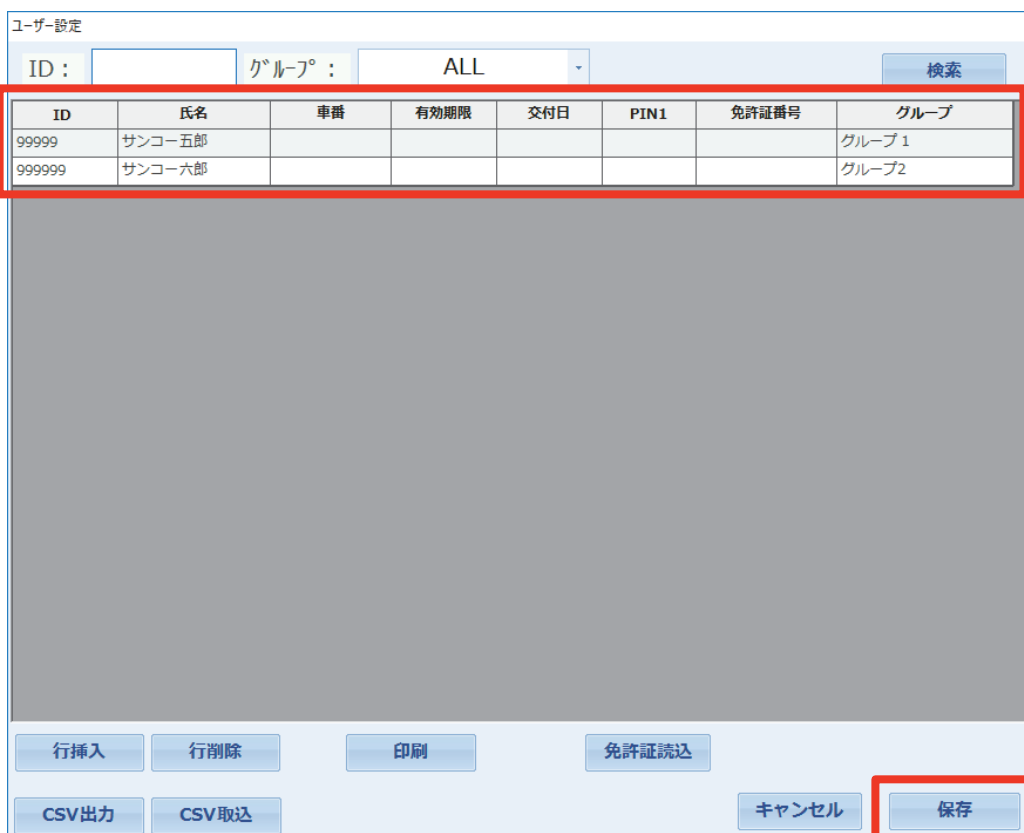 ユーザー設定
ID： ｸﾞﾙｰﾌﾟ： ALL 検索
ID 氏名 車番 有効期限 交付日 PIN1 免許証番号 グループ
99999 サンコー五郎 グループ１
999999 サンコー六郎 グループ2
行挿入 行削除 印刷 免許証読込
CSV出力 CSV取込 キャンセル 保存